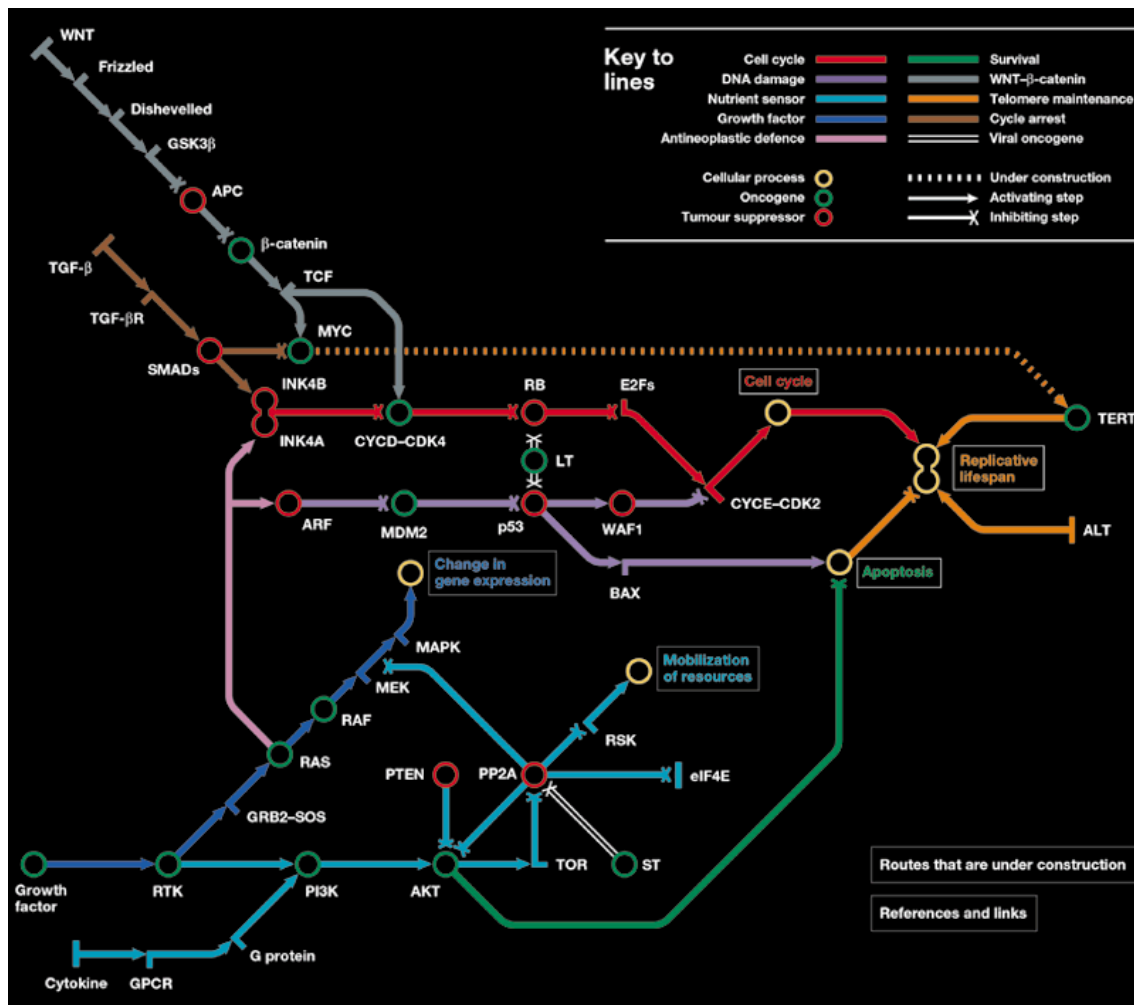 WNT
Frizzled
Dishevelled
GSK3β
APC
β-catenin
TCF
TGF-β
TGF-βR
SMADs
MYC
INK4B
INK4A
CYCD–CDK4
RB
E2Fs
Cell cycle
TERT
LT
Replicative
lifespan
CYCE–CDK2
ARF
MDM2
p53
WAF1
ALT
BAX
Apoptosis
Change in
gene expression
MAPK
MEK
RAF
RAS
Mobilization
of resources
RSK
PTEN
PP2A
eIF4E
GRB2–SOS
Growth
factor
RTK
PI3K
AKT
TOR
ST
Cytokine
GPCR
G protein
Routes that are under construction
References and links
Key to
lines
Cell cycle
DNA damage
Nutrient sensor
Growth factor
Antineoplastic defence
Survival
WNT–β-catenin
Telomere maintenance
Cycle arrest
Viral oncogene
Cellular process
Oncogene
Tumour suppressor
Under construction
Activating step
Inhibiting step